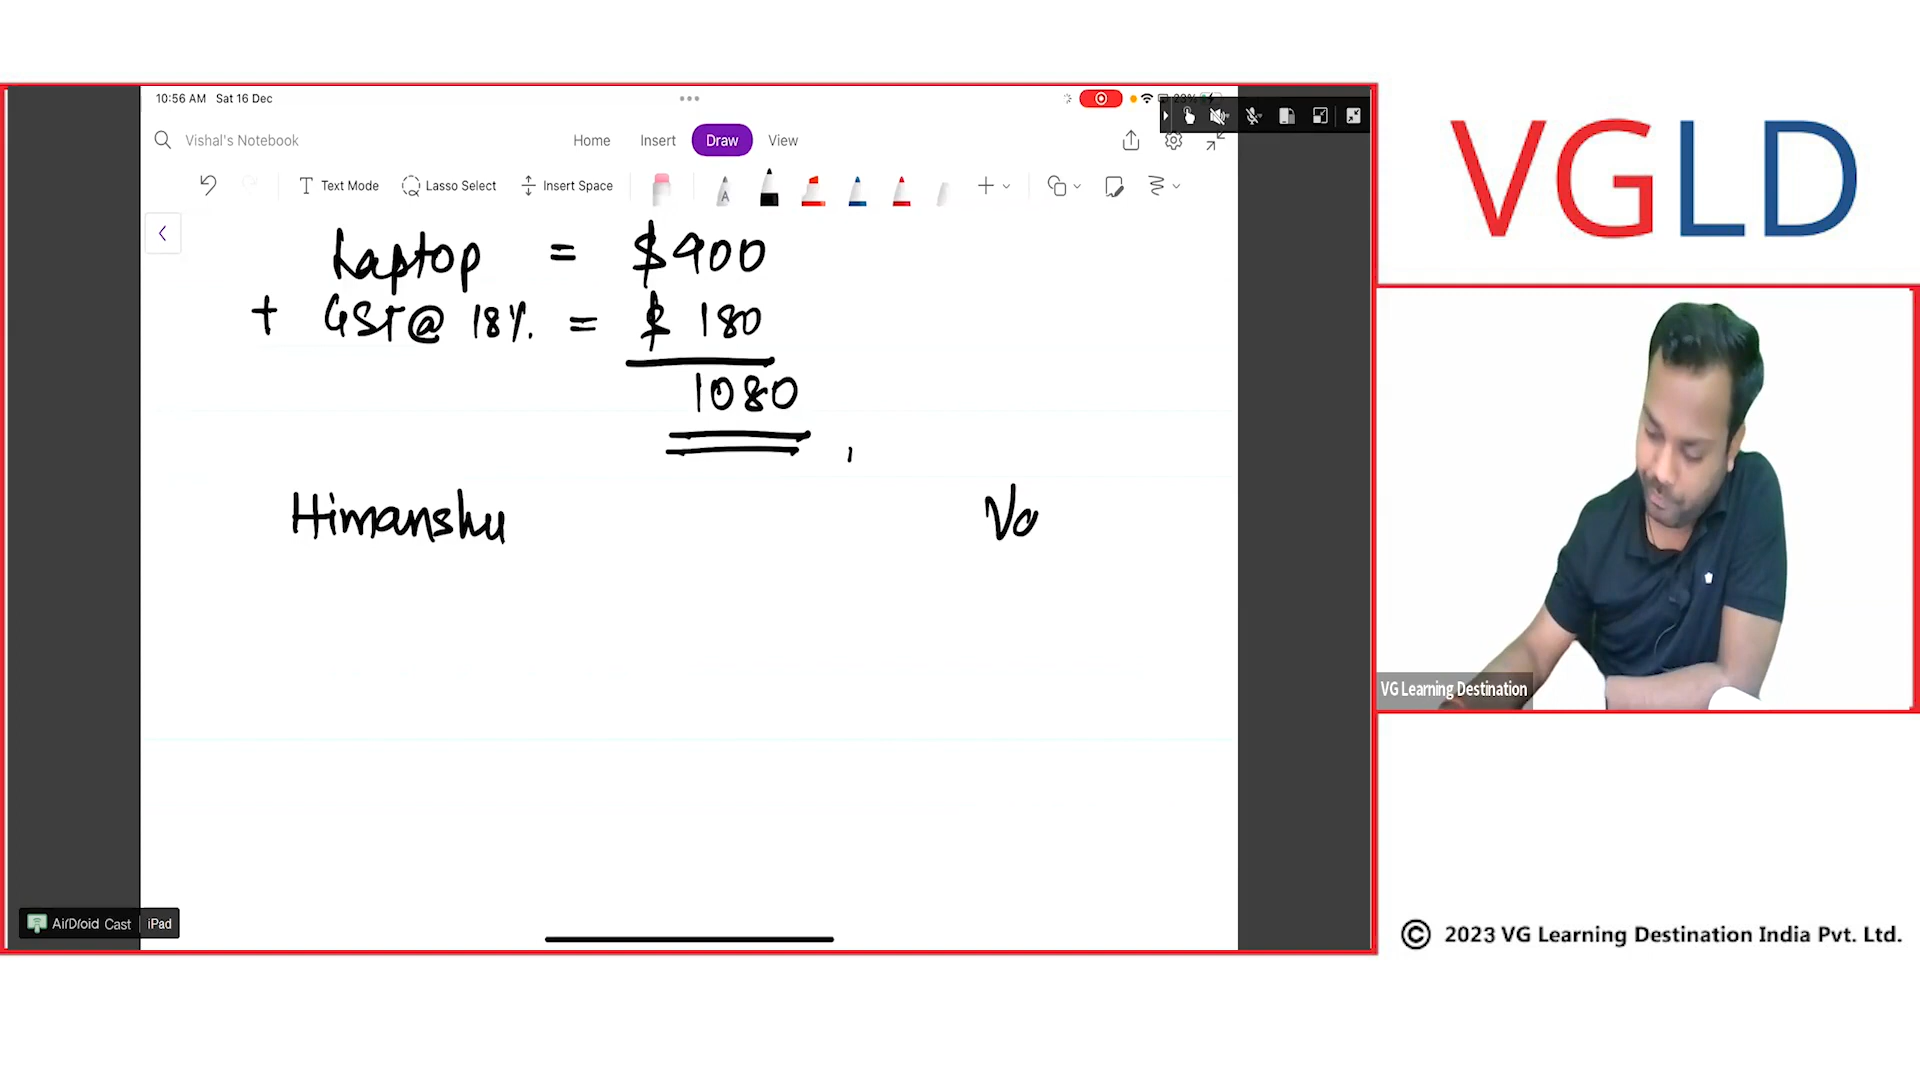 10:56 AM Sat 16 Dec
23%
Vishal's Notebook
Home Insert Draw View
Text Mode Lasso Select Insert Space
Laptop = $900
+ GST@ 18%. = $ 180
1080
Himanshu Vo
AirDroid Cast iPad
VGLD
VG Learning Destination
© 2023 VG Learning Destination India Pvt. Ltd.